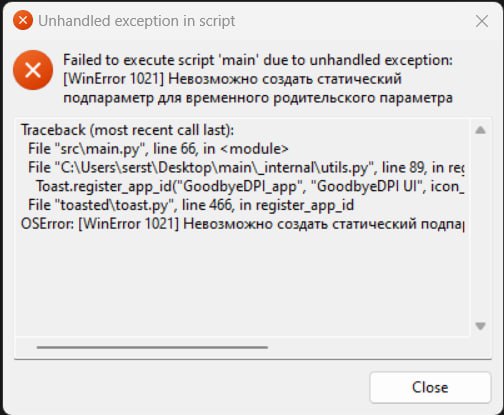 Unhandled exception in script
Failed to execute script 'main' due to unhandled exception:
[WinError 1021] Невозможно создать статический
подпараметр для временного родительского параметра
Traceback (most recent call last):
File "src\main.py", line 66, in <module>
File "C:\Users\serst\Desktop\main\_internal\utils.py", line 89, in reg
Toast.register_app_id("GoodbyeDPI_app", "GoodbyeDPI UI", icon_
File "toasted\toast.py", line 466, in register_app_id
OSError: [WinError 1021] Невозможно создать статический подпар
Close